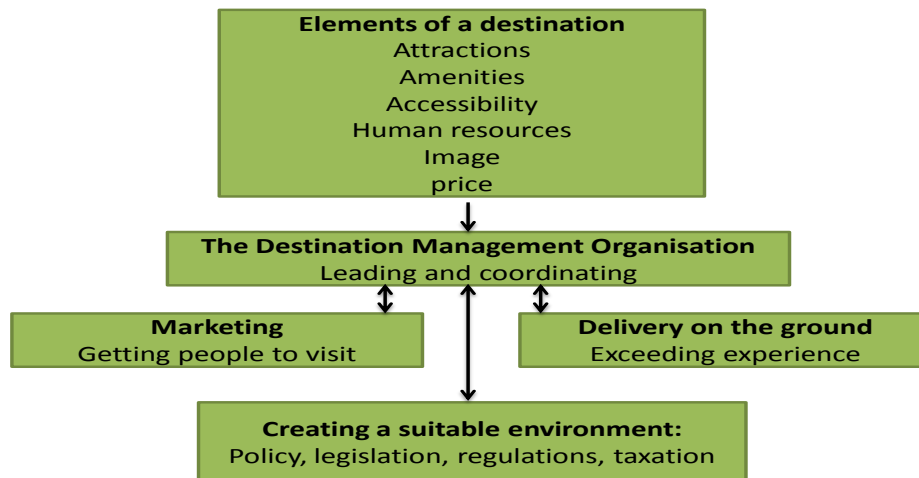 Elements of a destination
Attractions
Amenities
Accessibility
Human resources
Image
price
The Destination Management Organisation
Leading and coordinating
Marketing
Getting people to visit
Delivery on the ground
Exceeding experience
Creating a suitable environment:
Policy, legislation, regulations, taxation